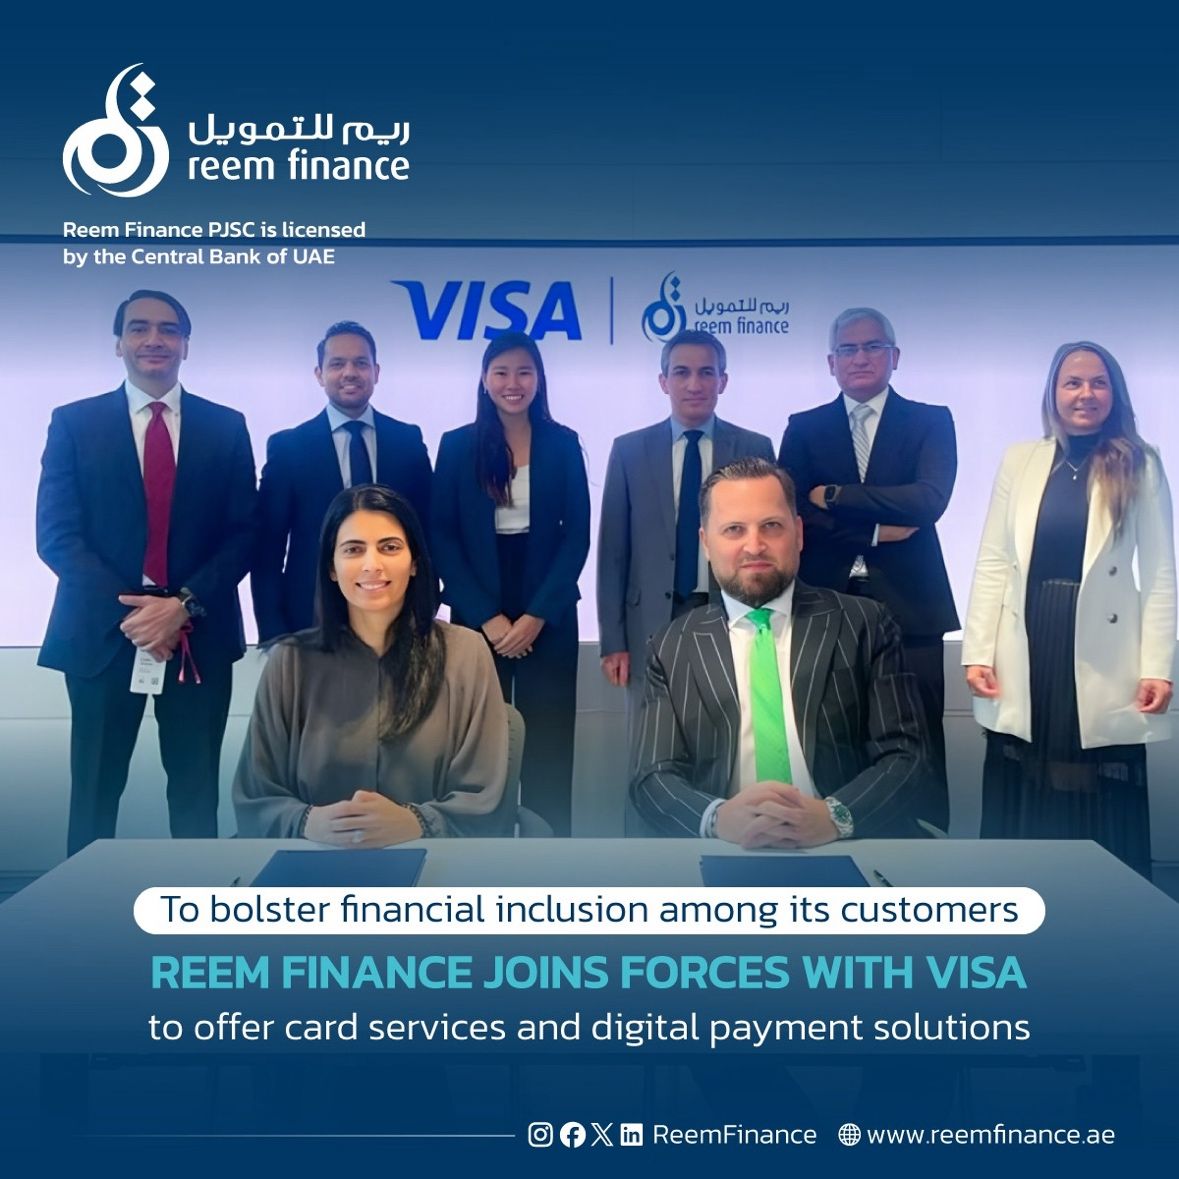 ريم للتمويل
reem finance
Reem Finance PJSC is licensed
by the Central Bank of UAE
VISA
ريم للتمويل
reem finance
To bolster financial inclusion among its customers
REEM FINANCE JOINS FORCES WITH VISA
to offer card services and digital payment solutions
ReemFinance www.reemfinance.ae